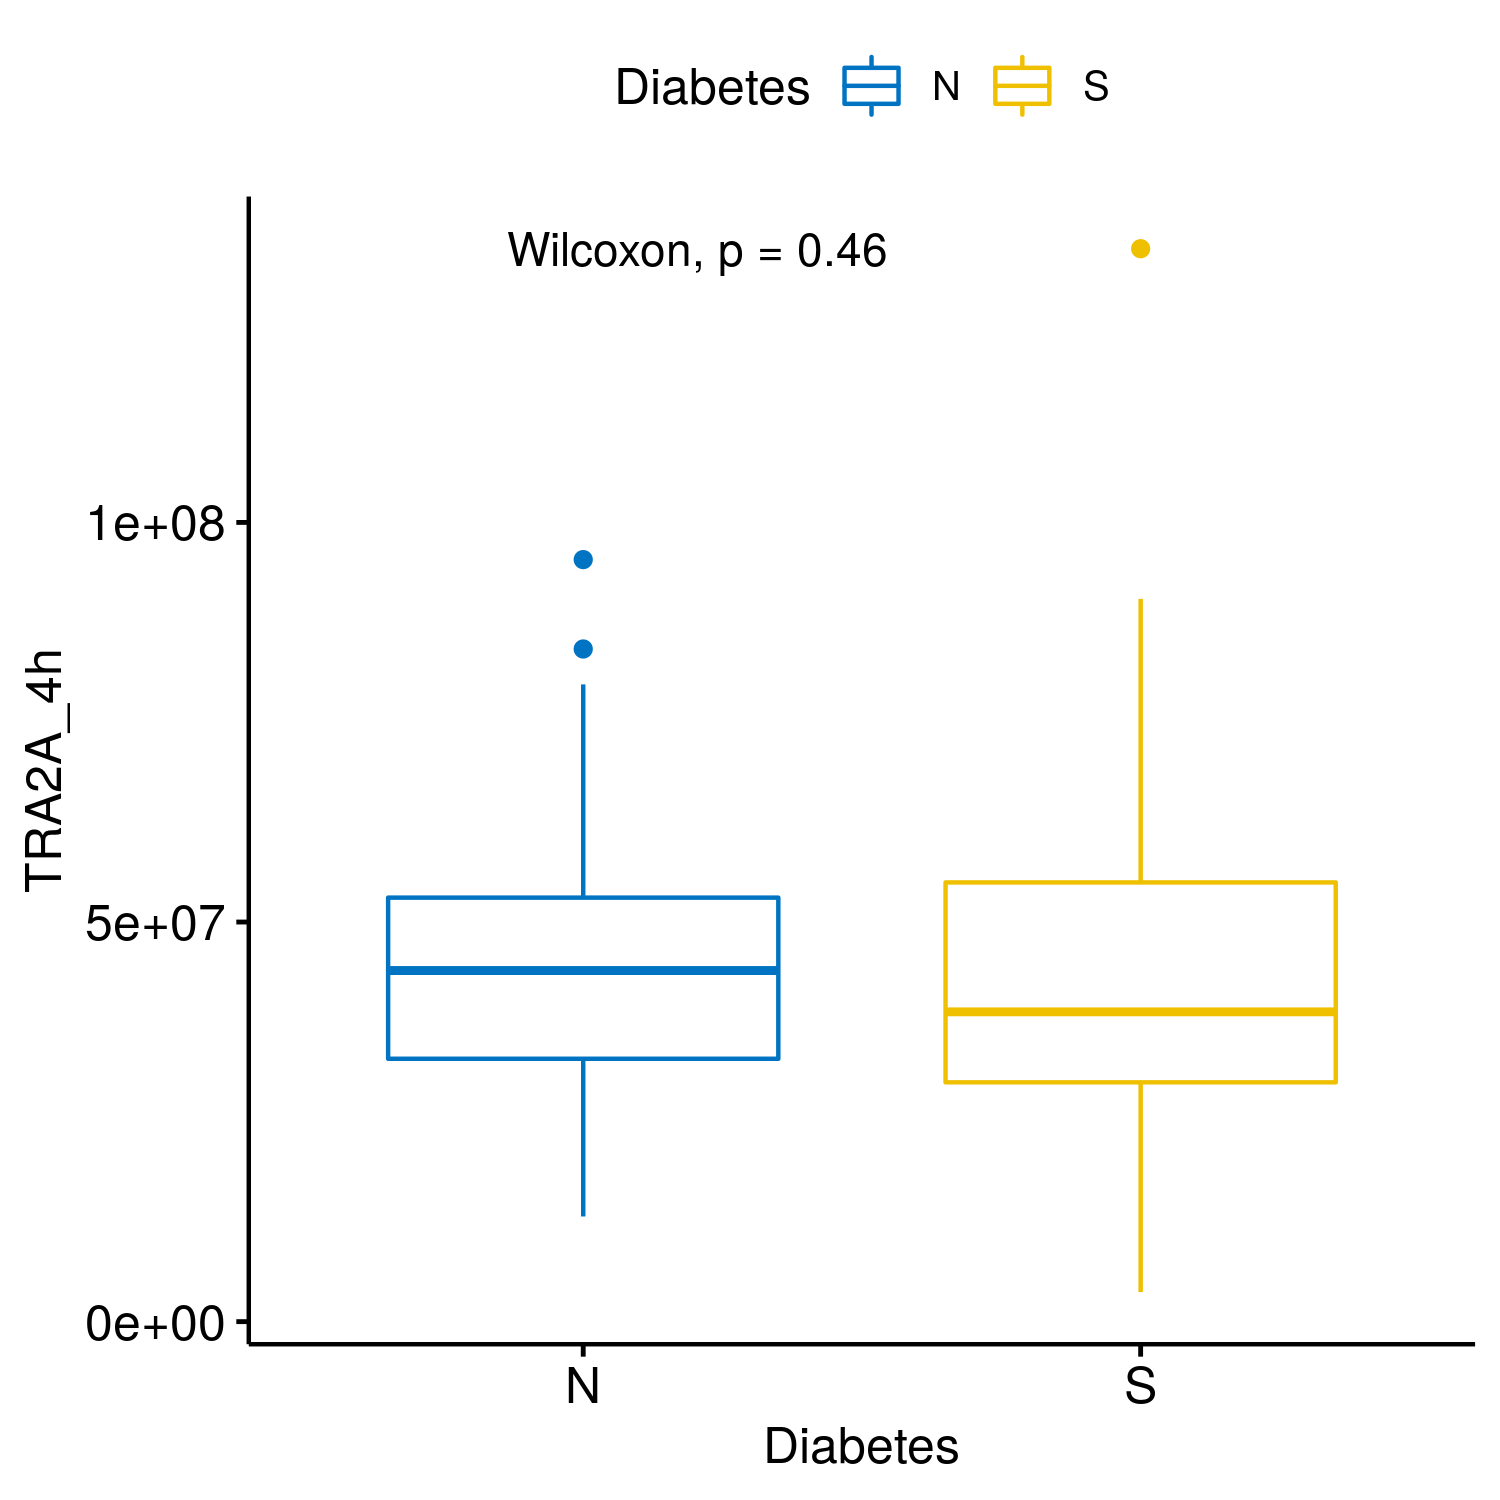 Diabetes N S
Wilcoxon, p = 0.46
1e+08
5e+07
0e+00
TRA2A_4h
N S
Diabetes